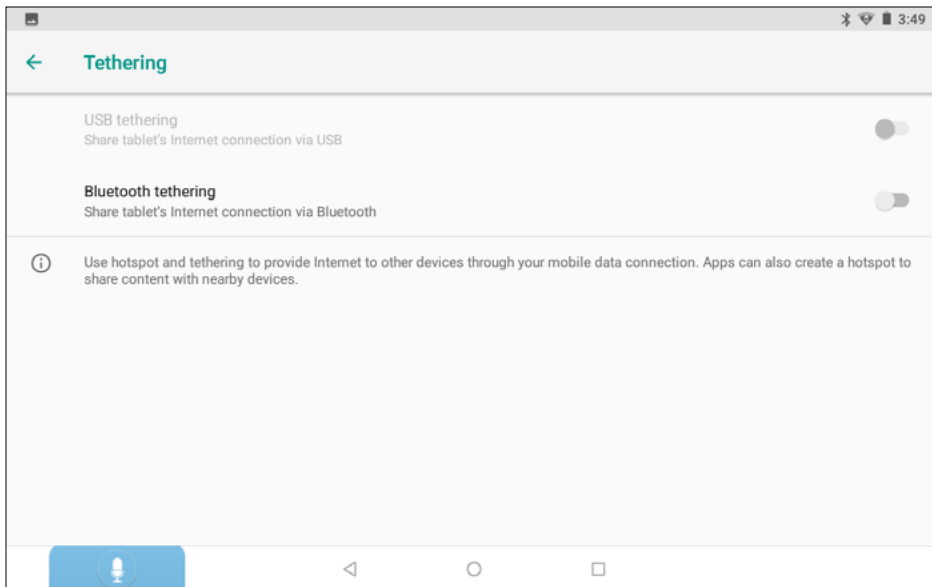 3:49
Tethering
USB tethering
Share tablet's Internet connection via USB
Bluetooth tethering
Share tablet's Internet connection via Bluetooth
Use hotspot and tethering to provide Internet to other devices through your mobile data connection. Apps can also create a hotspot to
share content with nearby devices.